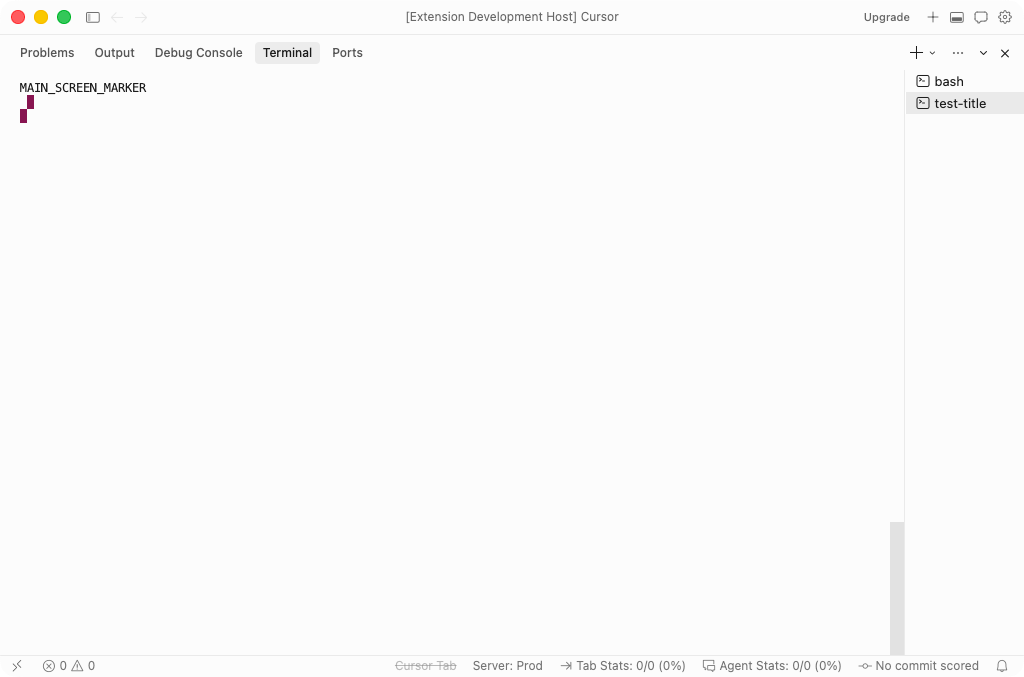 [Extension Development Host] Cursor
Upgrade
Problems
Output
Debug Console
Terminal
Ports
MAIN_SCREEN_MARKER
bash
test-title
0
0
Cursor Tab
Server: Prod
Tab Stats: 0/0 (0%)
Agent Stats: 0/0 (0%)
No commit scored